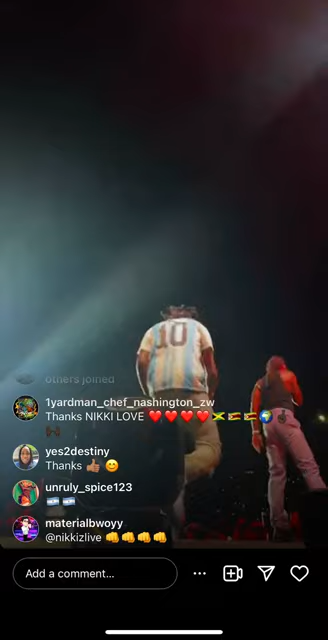 10
others joined
1yardman_chef_nashington_zw
Thanks NIKKI LOVE ❤️❤️❤️❤️🇯🇲
yes2destiny
Thanks 👍🏽😊
unruly_spice123
materialbwoyy
@nikkizlive 👊👊👊👊
Add a comment...